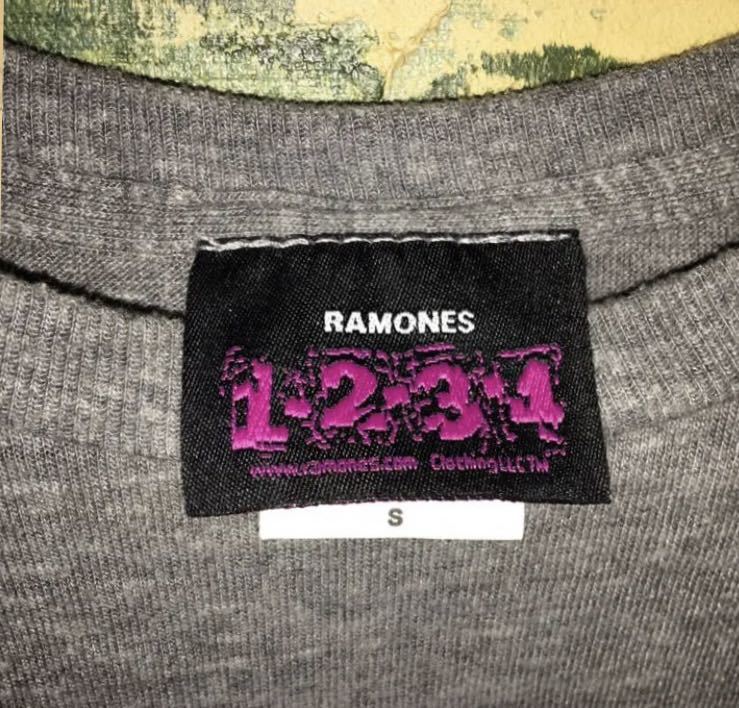 RAMONES
1-2-3-4
www.ramones.com Clothing LLC TM
S